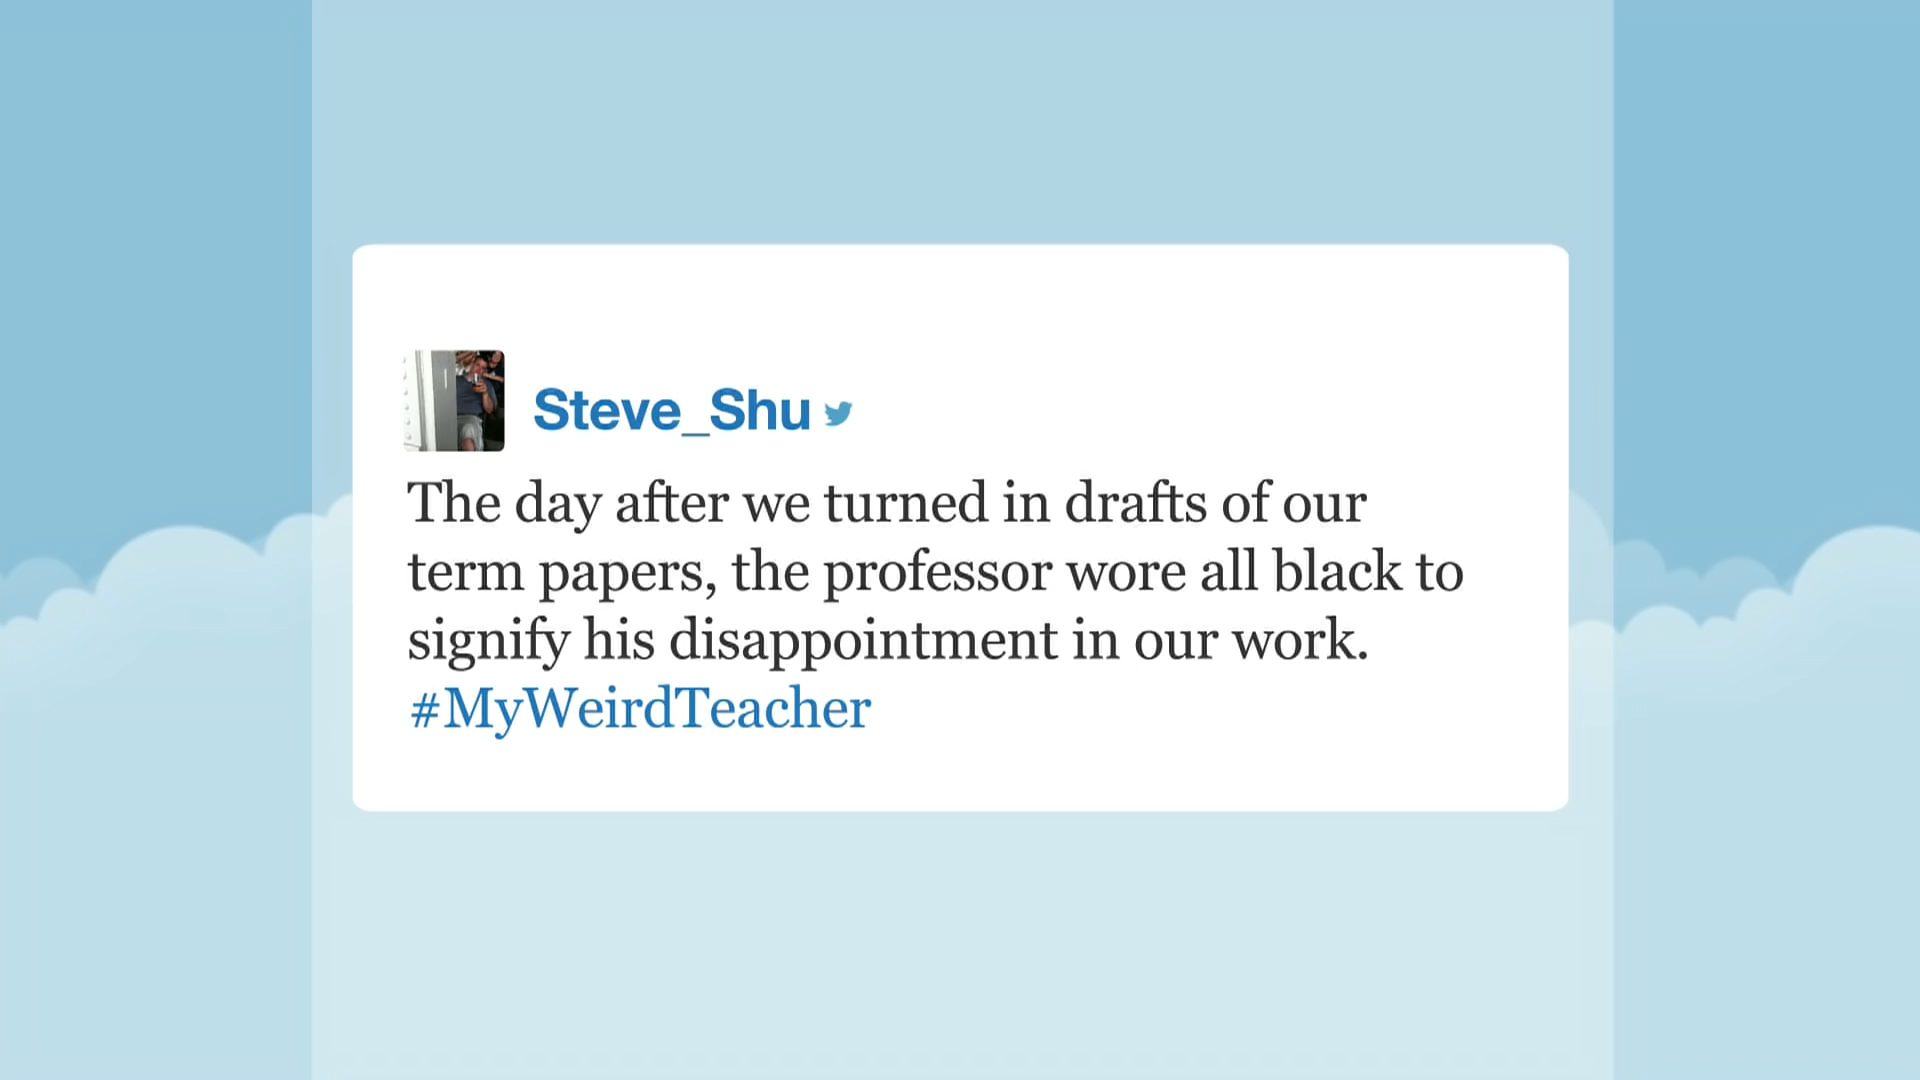 Steve_Shu
The day after we turned in drafts of our
term papers, the professor wore all black to
signify his disappointment in our work.
#MyWeirdTeacher